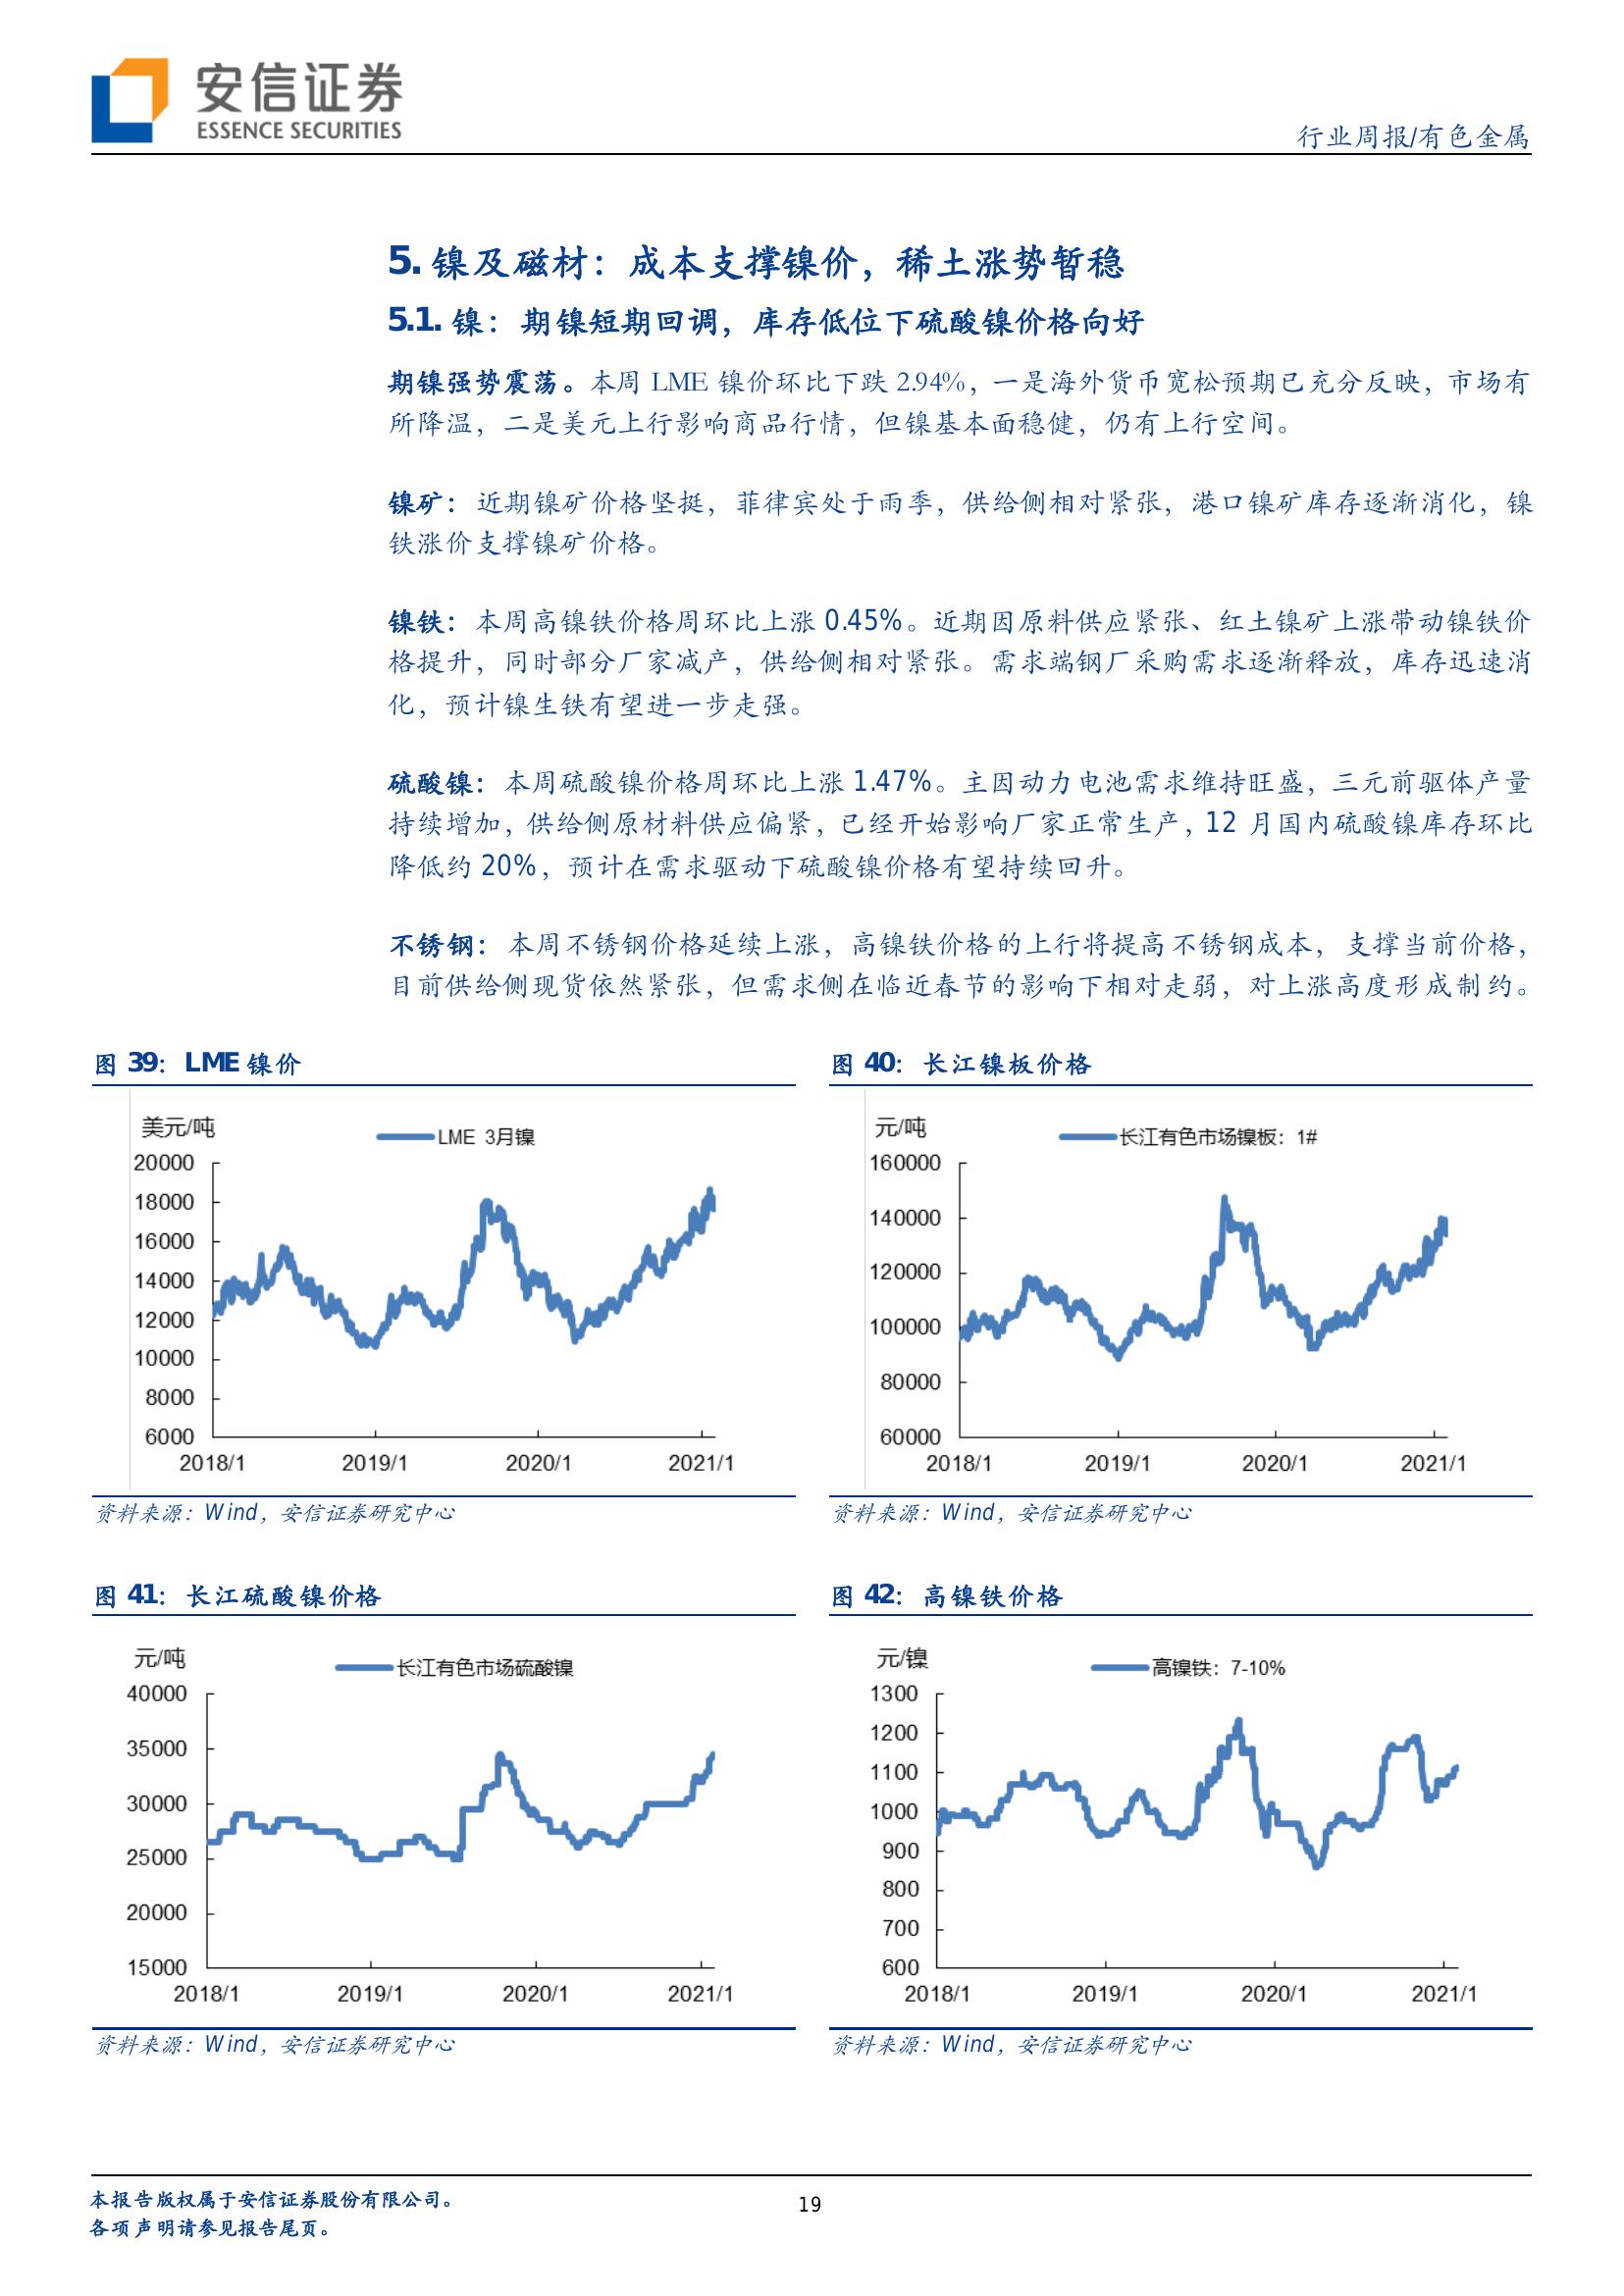 安信证券
ESSENCE SECURITIES
行业周报/有色金属
5. 镍及磁材：成本支撑镍价，稀土涨势暂稳
5.1. 镍：期镍短期回调，库存低位下硫酸镍价格向好
期镍强势震荡。本周 LME 镍价环比下跌 2.94%，一是海外货币宽松预期已充分反映，市场有
所降温，二是美元上行影响商品行情，但镍基本面稳健，仍有上行空间。
镍矿：近期镍矿价格坚挺，菲律宾处于雨季，供给侧相对紧张，港口镍矿库存逐渐消化，镍
铁涨价支撑镍矿价格。
镍铁：本周高镍铁价格周环比上涨 0.45%。近期因原料供应紧张、红土镍矿上涨带动镍铁价
格提升，同时部分厂家减产，供给侧相对紧张。需求端钢厂采购需求逐渐释放，库存迅速消
化，预计镍生铁有望进一步走强。
硫酸镍：本周硫酸镍价格周环比上涨 1.47%。主因动力电池需求维持旺盛，三元前驱体产量
持续增加，供给侧原材料供应偏紧，已经开始影响厂家正常生产，12 月国内硫酸镍库存环比
降低约 20%，预计在需求驱动下硫酸镍价格有望持续回升。
不锈钢：本周不锈钢价格延续上涨，高镍铁价格的上行将提高不锈钢成本，支撑当前价格，
目前供给侧现货依然紧张，但需求侧在临近春节的影响下相对走弱，对上涨高度形成制约。
图 39：LME 镍价
美元/吨
LME 3月镍
20000
18000
16000
14000
12000
10000
8000
6000
2018/1 2019/1 2020/1 2021/1
资料来源：Wind，安信证券研究中心
图 40：长江镍板价格
元/吨
长江有色市场镍板：1#
160000
140000
120000
100000
80000
60000
2018/1 2019/1 2020/1 2021/1
资料来源：Wind，安信证券研究中心
图 41：长江硫酸镍价格
元/吨
长江有色市场硫酸镍
40000
35000
30000
25000
20000
15000
2018/1 2019/1 2020/1 2021/1
资料来源：Wind，安信证券研究中心
图 42：高镍铁价格
元/镍
高镍铁：7-10%
1300
1200
1100
1000
900
800
700
600
2018/1 2019/1 2020/1 2021/1
资料来源：Wind，安信证券研究中心
本报告版权属于安信证券股份有限公司。
各项声明请参见报告尾页。
19